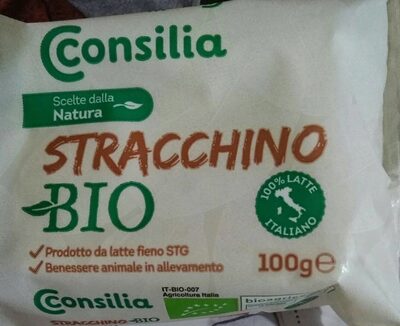 Consilia
Scelte dalla
Natura
STRACCHINO
BIO
100% LATTE
ITALIANO
Prodotto da latte fieno STG
Benessere animale in allevamento
100g e
Consilia
IT-BIO-007
Agricoltura Italia
STRACCHINO BIO